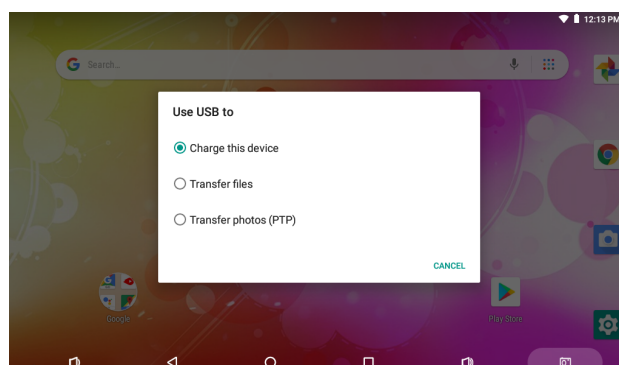 12:13 PM
Search...
Use USB to
Charge this device
Transfer files
Transfer photos (PTP)
CANCEL
Google
Play Store